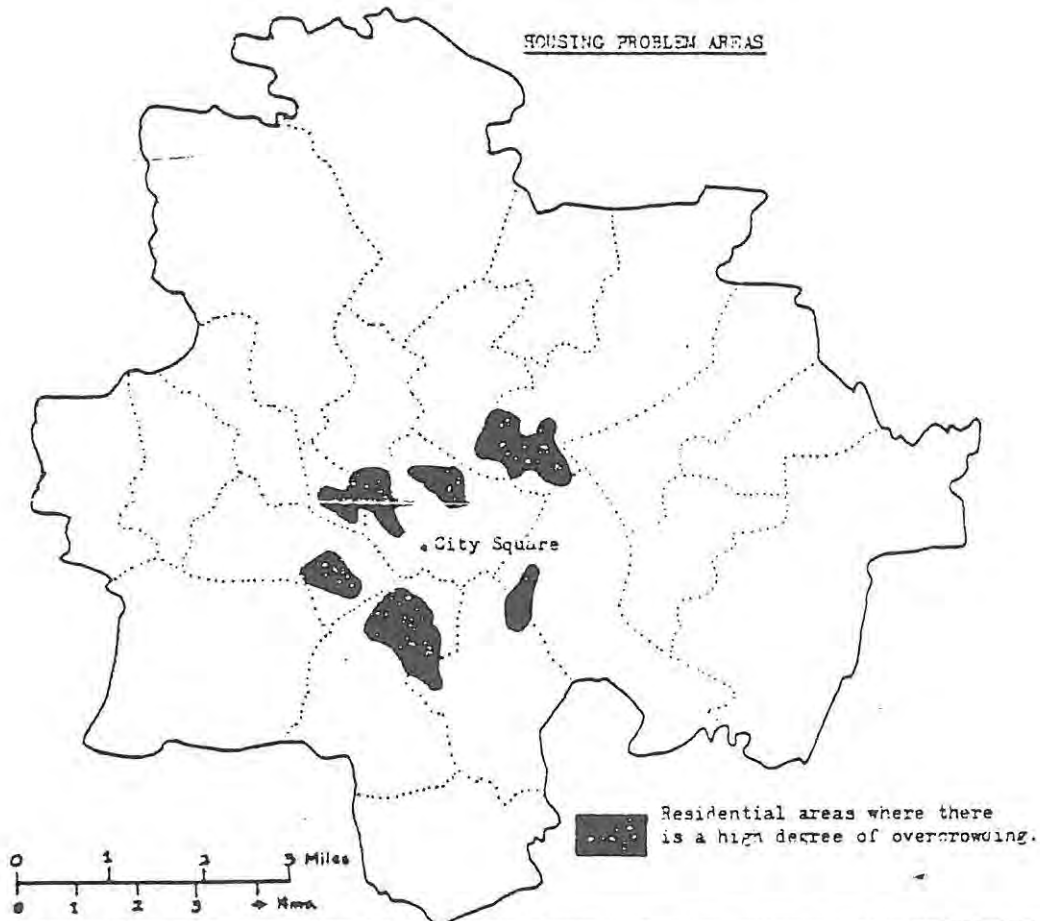 HOUSING PROBLEM AREAS
City Square
Residential areas where there
is a high degree of overcrowding.
0 1 2 3 Miles
0 1 2 3 4 Kms